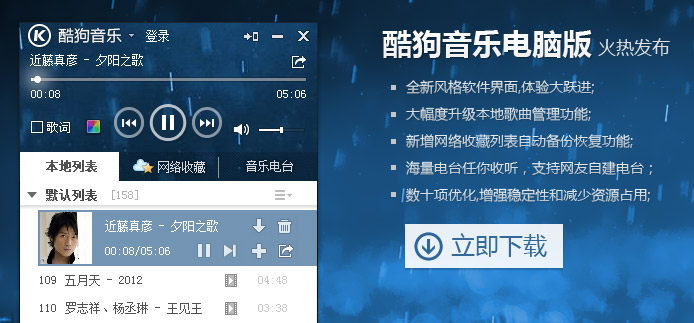 酷狗音乐 登录
近藤真彦 - 夕阳之歌
00:08 05:06
歌词
本地列表 网络收藏 音乐电台
默认列表 [158]
近藤真彦 - 夕阳之歌
00:08/05:06
109 五月天 - 2012 04:48
110 罗志祥、杨丞琳 - 王见王 03:38
酷狗音乐电脑版 火热发布
全新风格软件界面,体验大跃进;
大幅度升级本地歌曲管理功能;
新增网络收藏列表自动备份恢复功能;
海量电台任你收听，支持网友自建电台；
数十项优化,增强稳定性和减少资源占用;
立即下载